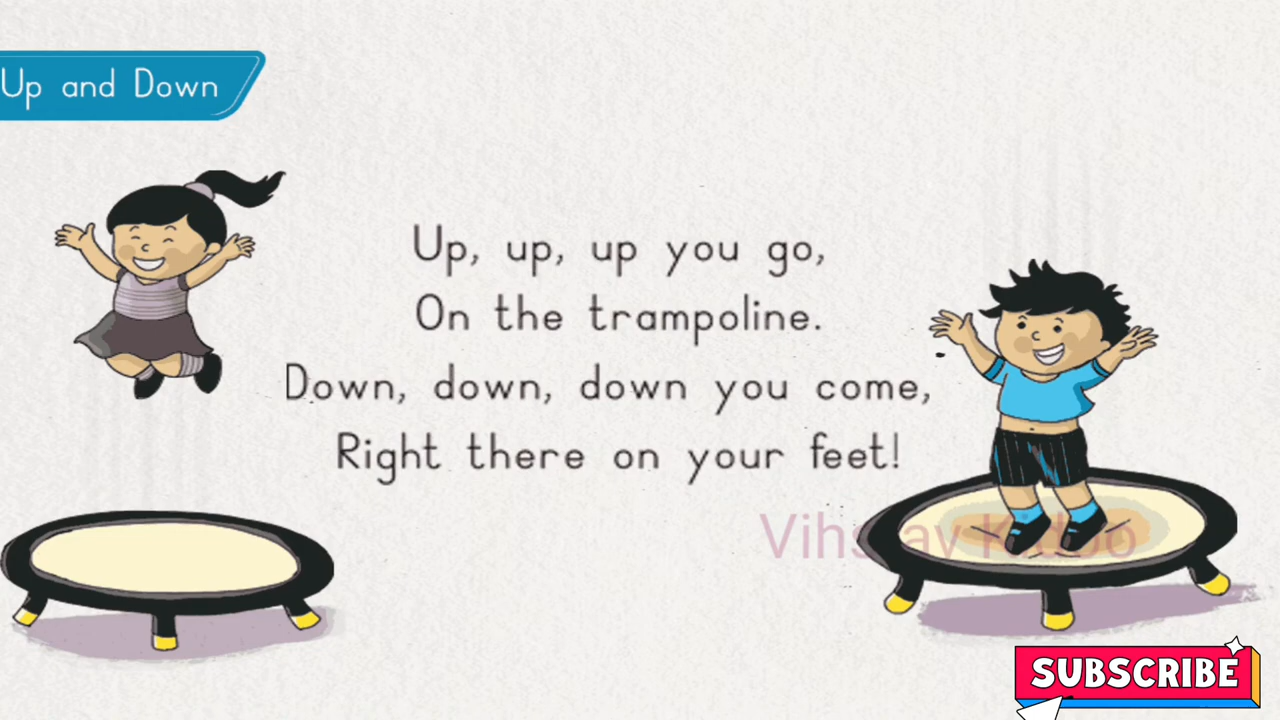 Up and Down
Up, up, up you go,
On the trampoline.
Down, down, down you come,
Right there on your feet!
SUBSCRIBE